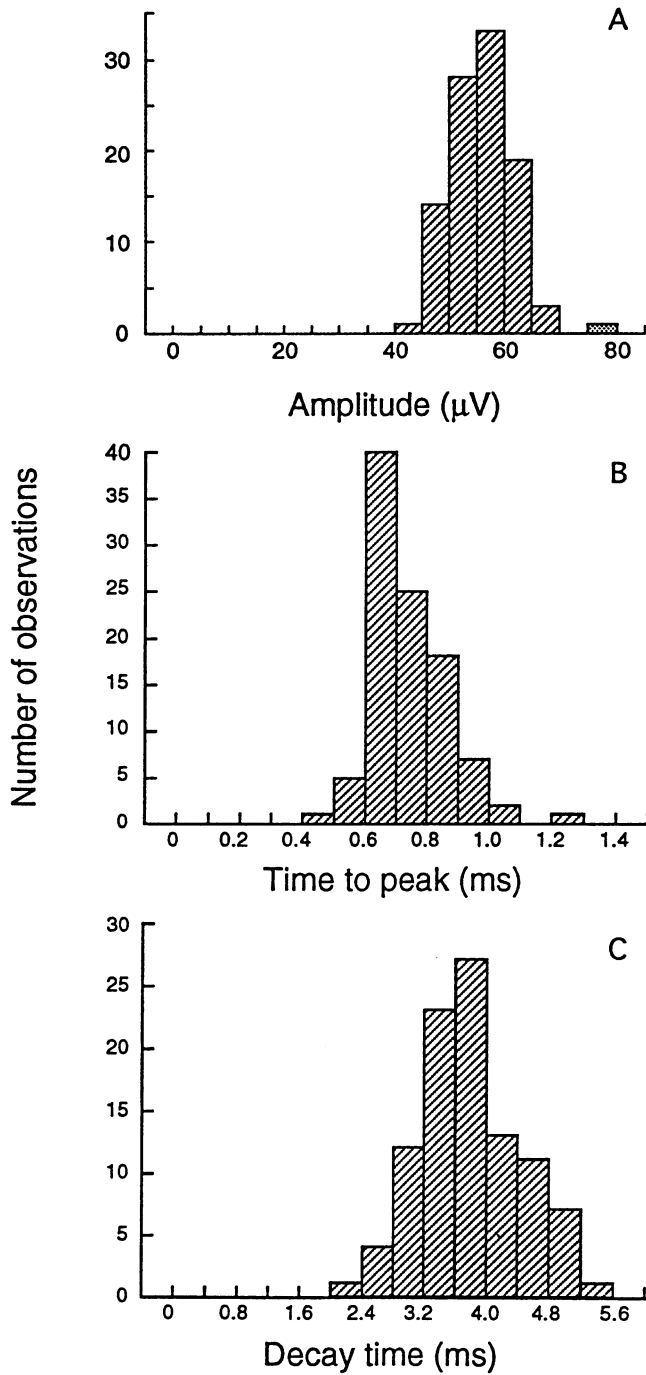 A
30
20
10
0
0 20 40 60 80
Amplitude (µV)
Number of observations
B
40
35
30
25
20
15
10
5
0
0 0.2 0.4 0.6 0.8 1.0 1.2 1.4
Time to peak (ms)
C
30
25
20
15
10
5
0
0 0.8 1.6 2.4 3.2 4.0 4.8 5.6
Decay time (ms)